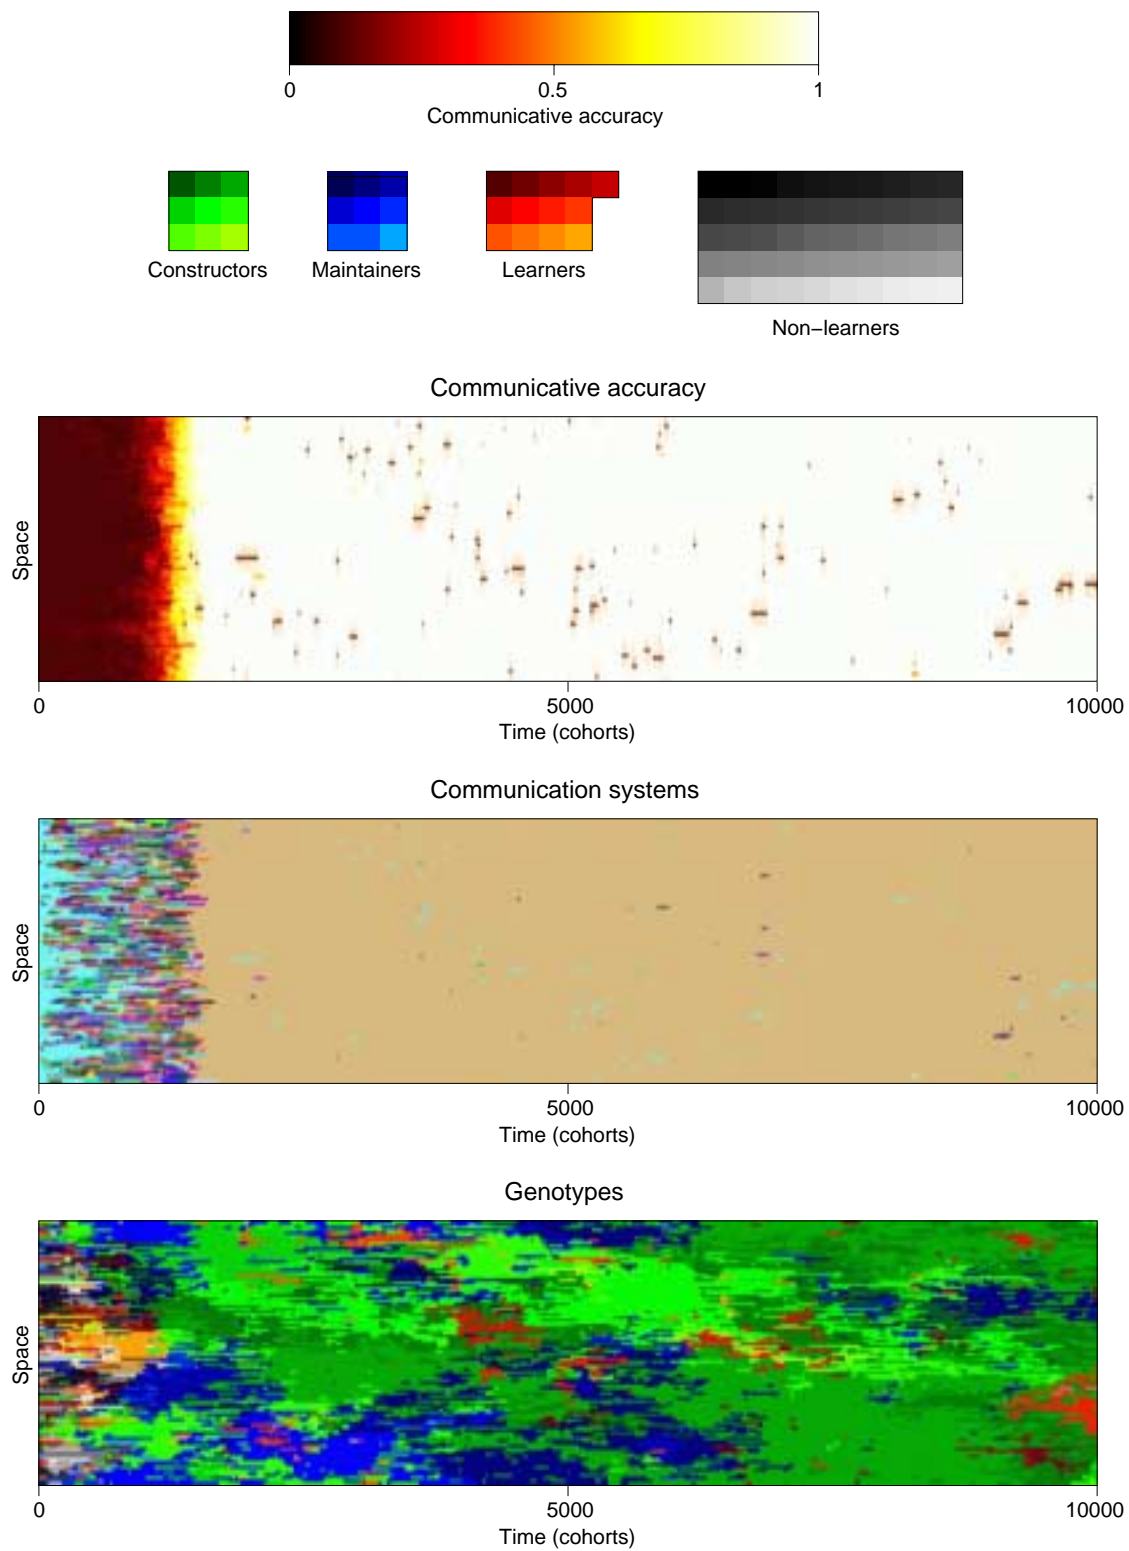 0 0.5 1
Communicative accuracy
Constructors Maintainers Learners
Non−learners
Communicative accuracy
Space
0 5000 10000
Time (cohorts)
Communication systems
Space
0 5000 10000
Time (cohorts)
Genotypes
Space
0 5000 10000
Time (cohorts)